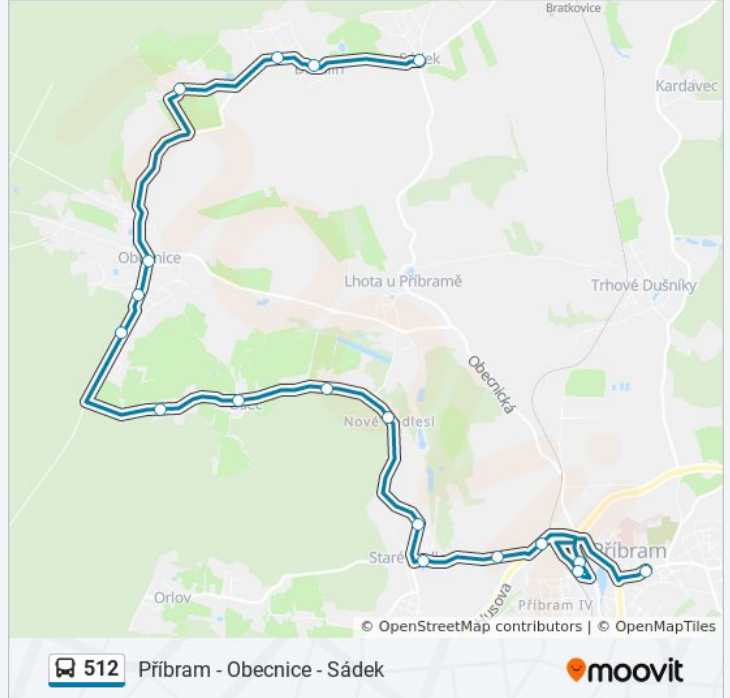 Bratkovice
Sádek
Kardavec
Obecnice
Lhota u Příbramě
Trhové Dušníky
Obecnická
Nové Podlesí
Příbram
Orlov
Příbram IV
© OpenStreetMap contributors | © OpenMapTiles
512 Příbram - Obecnice - Sádek
moovit